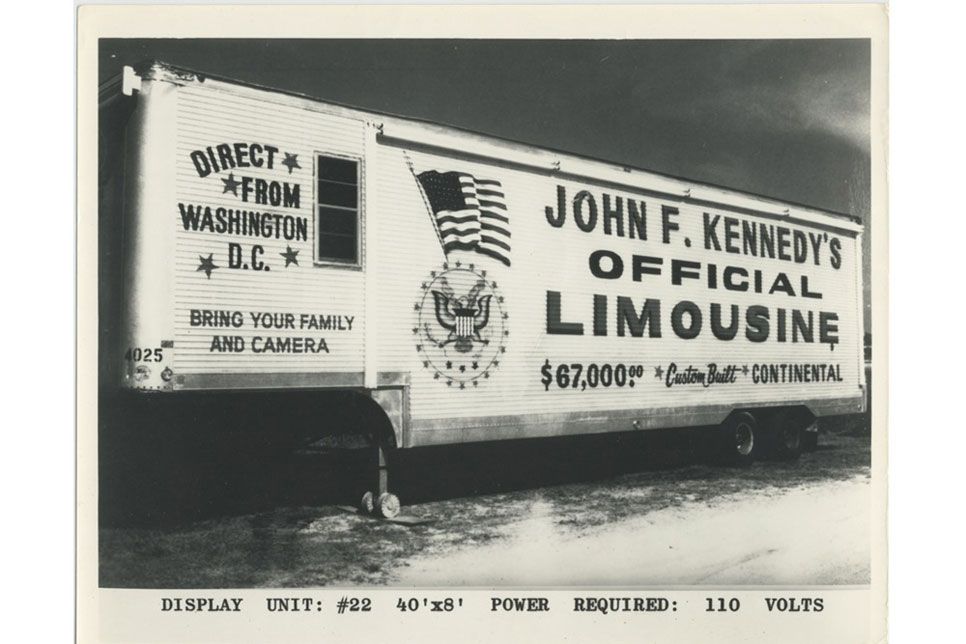 DIRECT
FROM
WASHINGTON
D.C.
BRING YOUR FAMILY
AND CAMERA
4025
JOHN F. KENNEDY'S
OFFICIAL
LIMOUSINE
$67,000.00 *Custom Built* CONTINENTAL
DISPLAY UNIT: #22 40'x8' POWER REQUIRED: 110 VOLTS